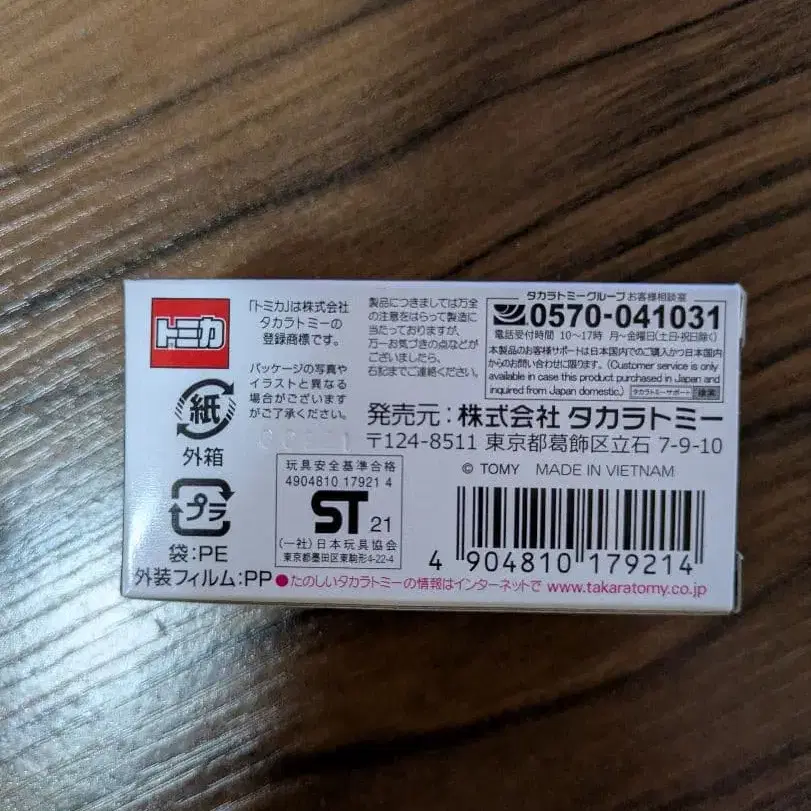 トミカ
「トミカ」は株式会社
タカラトミーの
登録商標です。
パッケージの写真や
イラストと異なる
場合がございます
がご了承ください。
製品につきましては万全
の注意をはらって製造に
当たっておりますが、
万一お気づきの点などが
ございましたら、
右記までご連絡ください。
タカラトミーグループお客様相談室
0570-041031
電話受付時間 10〜17時 月〜金曜日(土日・祝日除く)
本製品のお客様サポートは日本国内でのご購入かつ日本国内
からのお問い合わせに限ります。(Customer service is only
available in case this product purchased in Japan and
inquired from Japan domestic.) タカラトミーサポート 検索
発売元:株式会社 タカラトミー
〒124-8511 東京都葛飾区立石 7-9-10
© TOMY MADE IN VIETNAM
紙
外箱
プラ
袋:PE
外装フィルム:PP
玩具安全基準合格
4904810 17921 4
ST 21
(一社)日本玩具協会
東京都墨田区東駒形4-22-4
4 904810 179214
●たのしいタカラトミーの情報はインターネットで www.takaratomy.co.jp